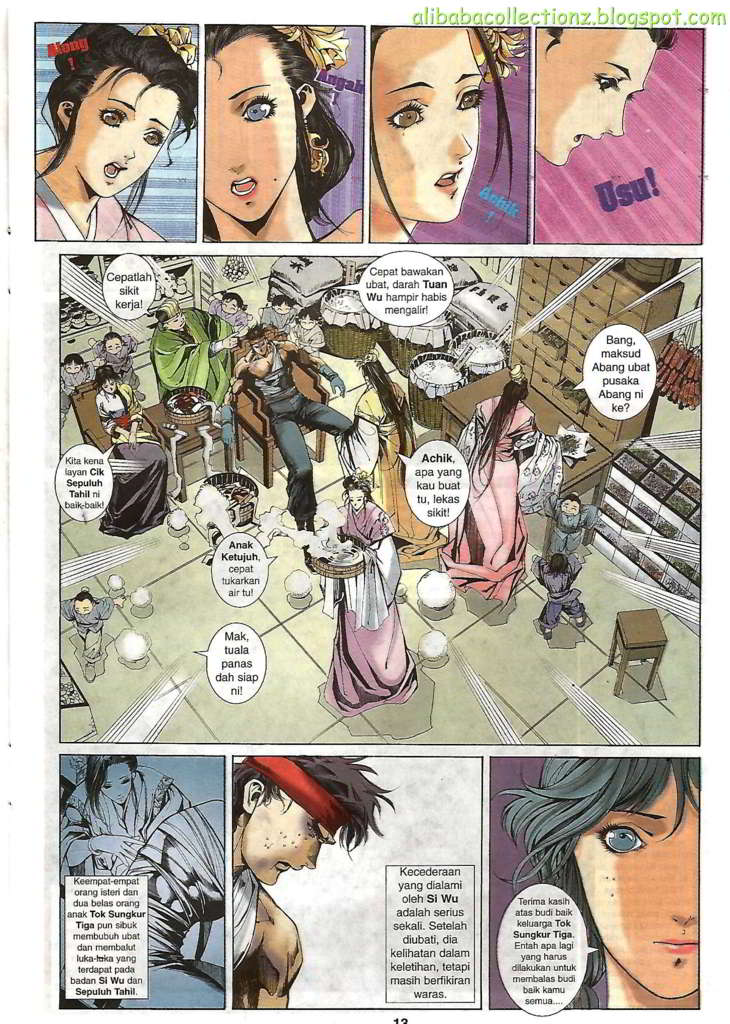 alibabacollectionz.blogspot.com
Along
!
Angah
!
Achik
!
Usu!
Cepatlah
sikit
kerja!
Cepat bawakan
ubat, darah Tuan
Wu hampir habis
mengalir!
Bang,
maksud
Abang ubat
pusaka
Abang ni
ke?
Kita kena
layan Cik
Sepuluh
Tahil ni
baik-baik!
Achik,
apa yang
kau buat
tu, lekas
sikit!
Anak
Ketujuh,
cepat
tukarkan
air tu!
Mak,
tuala
panas
dah siap
ni!
Keempat-empat
orang isteri dan
dua belas orang
anak Tok Sungkur
Tiga pun sibuk
membubuh ubat
dan membalut
luka-luka yang
terdapat pada
badan Si Wu dan
Sepuluh Tahil.
Kecederaan
yang dialami
oleh Si Wu
adalah serius
sekali. Setelah
diubati, dia
kelihatan dalam
keletihan, tetapi
masih berfikiran
waras.
Terima kasih
atas budi baik
keluarga Tok
Sungkur Tiga.
Entah apa lagi
yang harus
dilakukan untuk
membalas budi
baik kamu
semua....
13